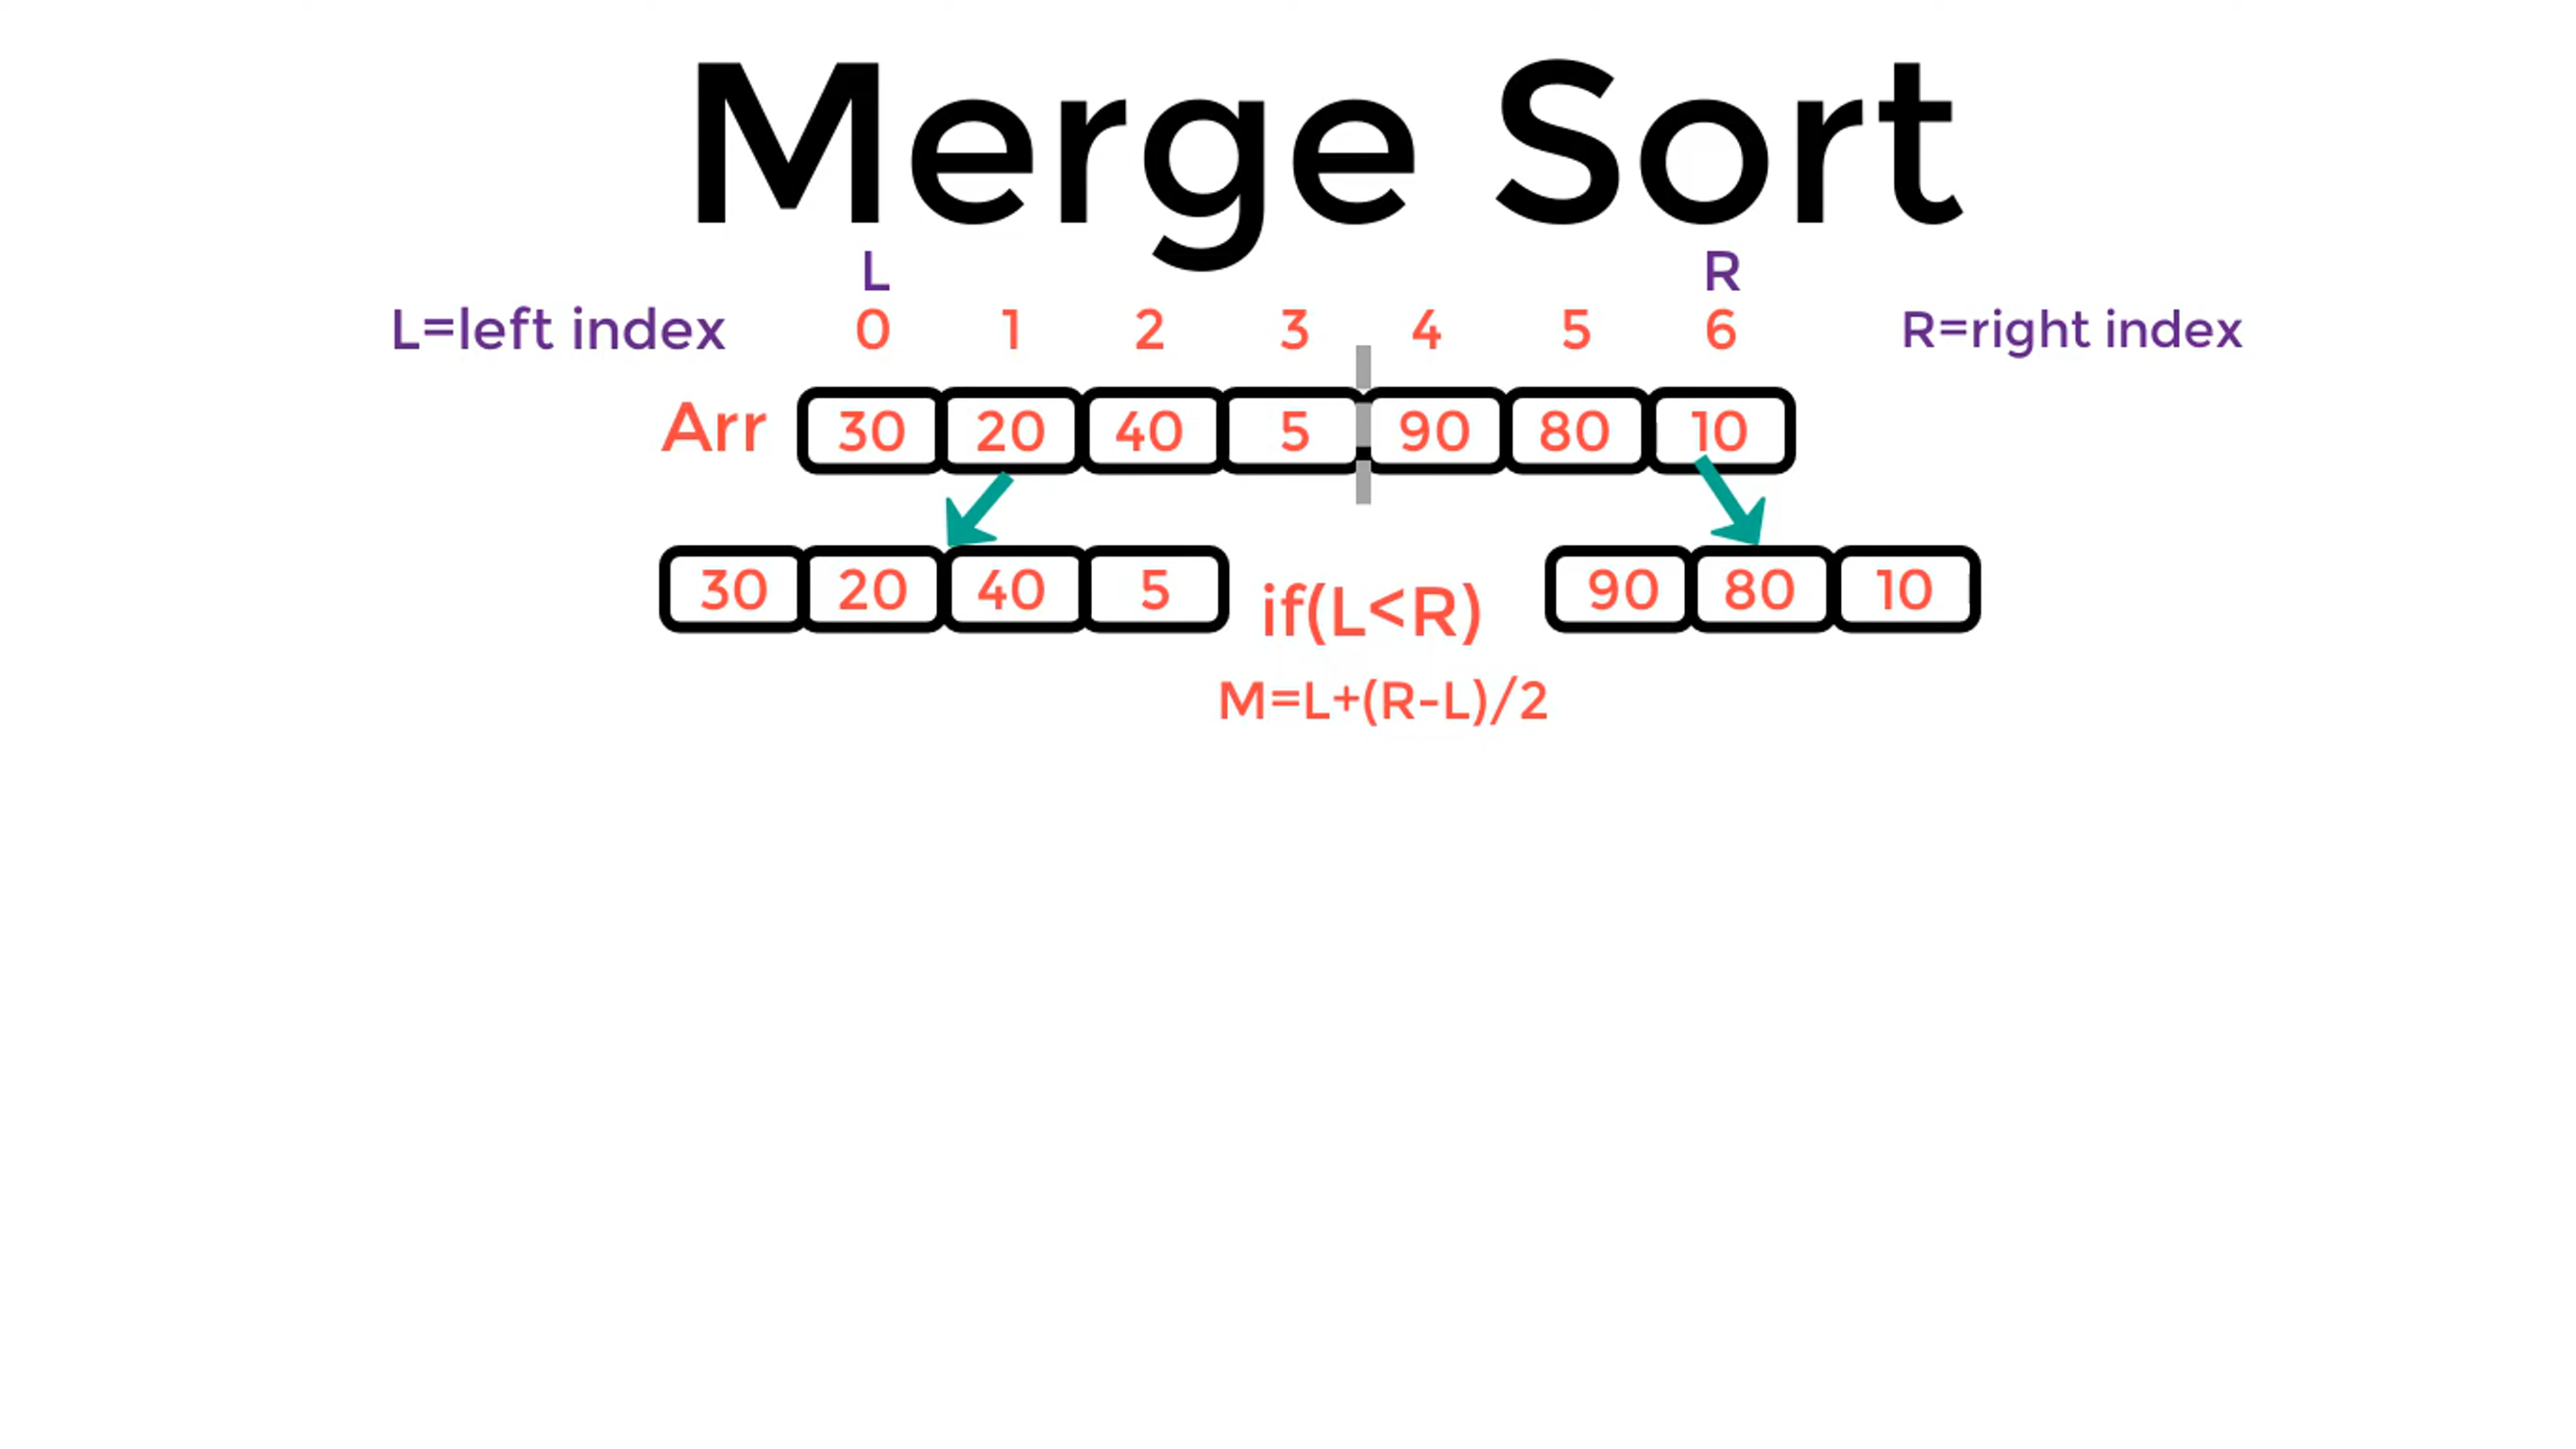 Merge Sort
L R
L=left index 0 1 2 3 4 5 6 R=right index
Arr 30 20 40 5 90 80 10
30 20 40 5 if(L<R) 90 80 10
M=L+(R-L)/2